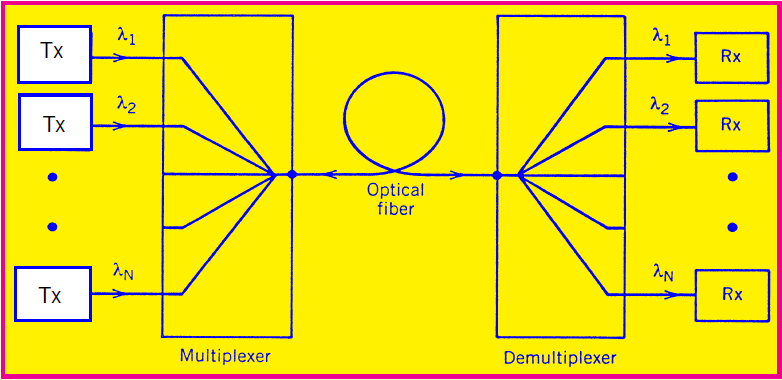 Tx
λ1
Tx
λ2
Tx
λN
Multiplexer
Optical
fiber
Demultiplexer
λ1
Rx
λ2
Rx
λN
Rx